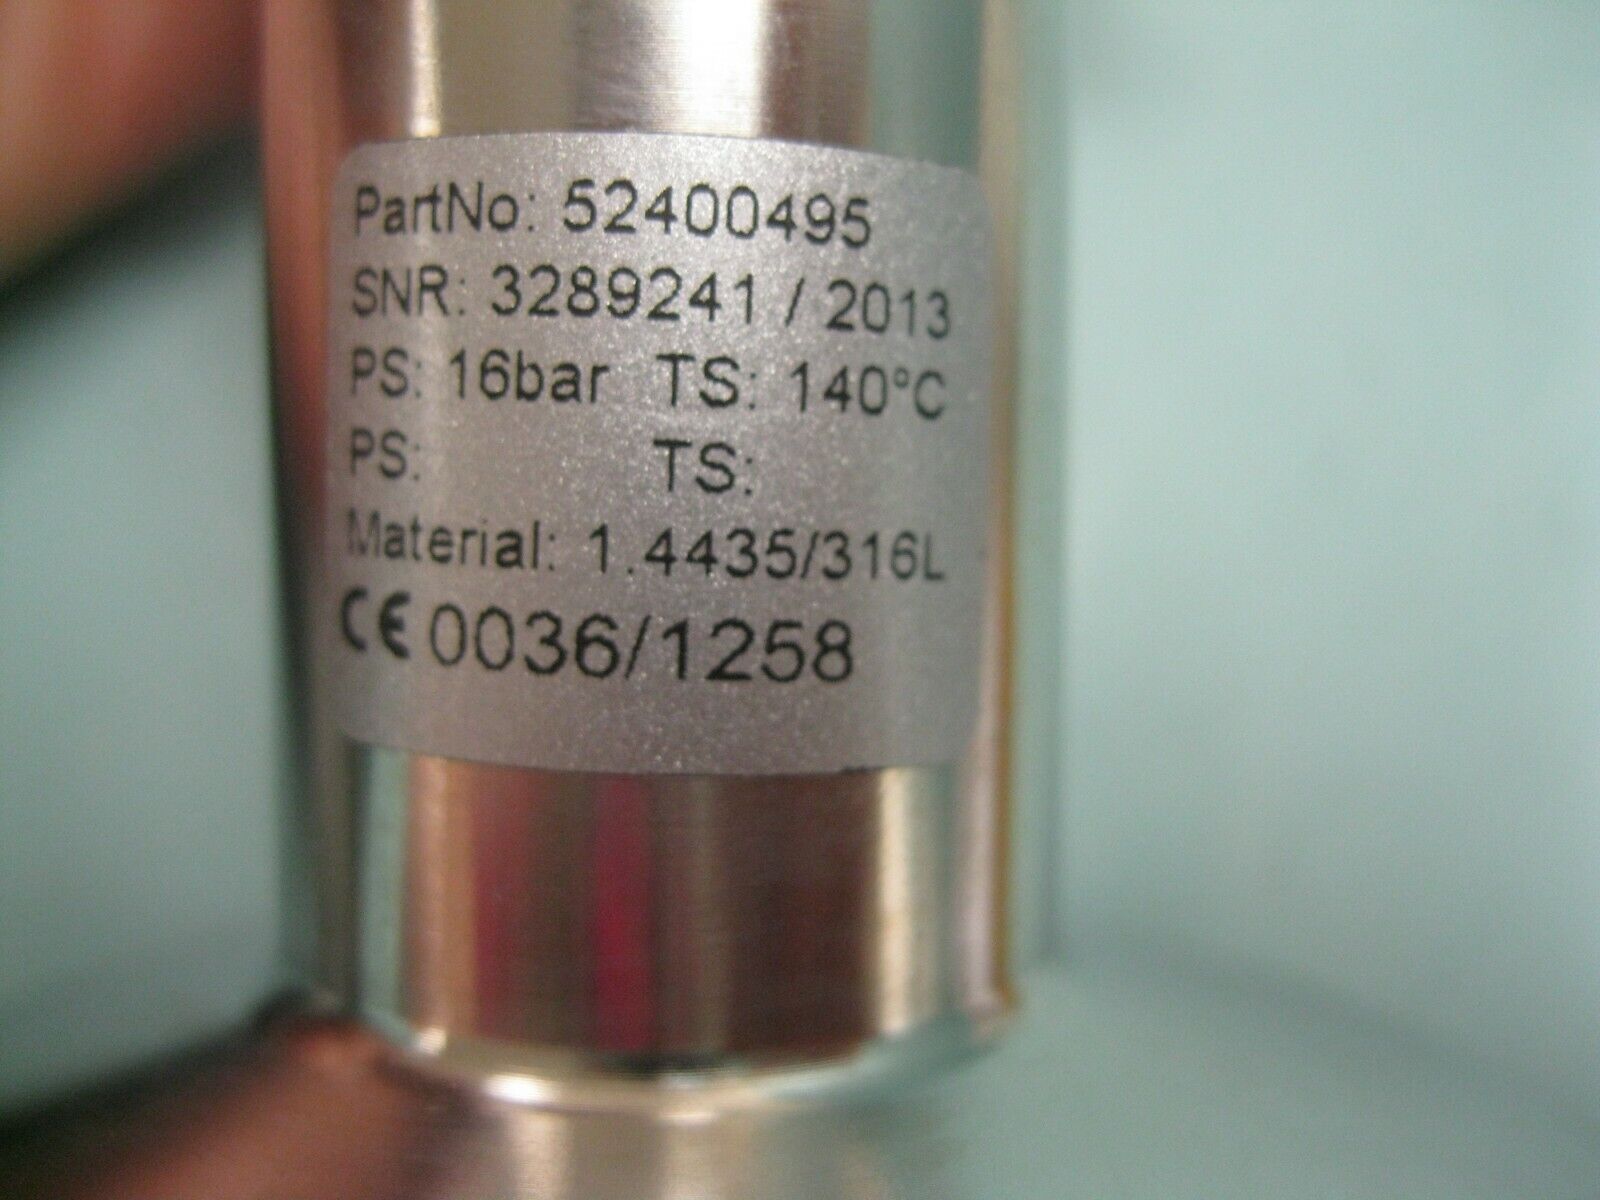 PartNo: 52400495
SNR: 3289241 / 2013
PS: 16bar TS: 140°C
PS: TS:
Material: 1.4435/316L
CE 0036/1258